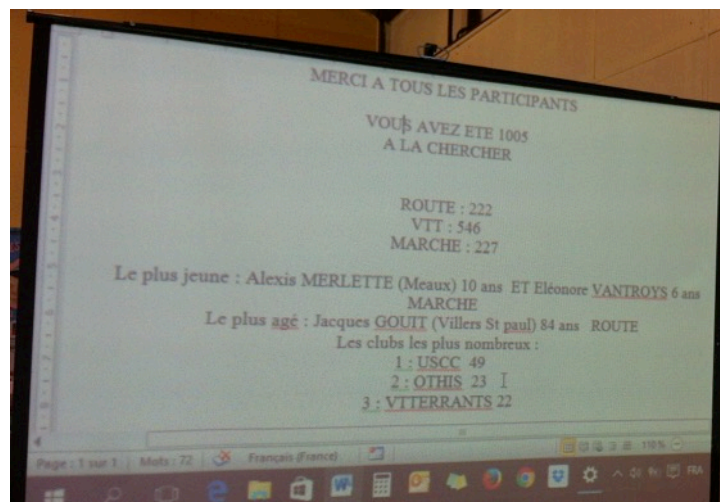 MERCI A TOUS LES PARTICIPANTS
VOUS AVEZ ETE 1005
A LA CHERCHER
ROUTE : 222
VTT : 546
MARCHE : 227
Le plus jeune : Alexis MERLETTE (Meaux) 10 ans ET Eléonore VANTROYS 6 ans
MARCHE
Le plus agé : Jacques GOUIT (Villers St paul) 84 ans ROUTE
Les clubs les plus nombreux :
1 : USCC 49
2 : OTHIS 23
3 : VTTERRANTS 22
Page : 1 sur 1 Mots : 72 Français (France) 110%
FRA